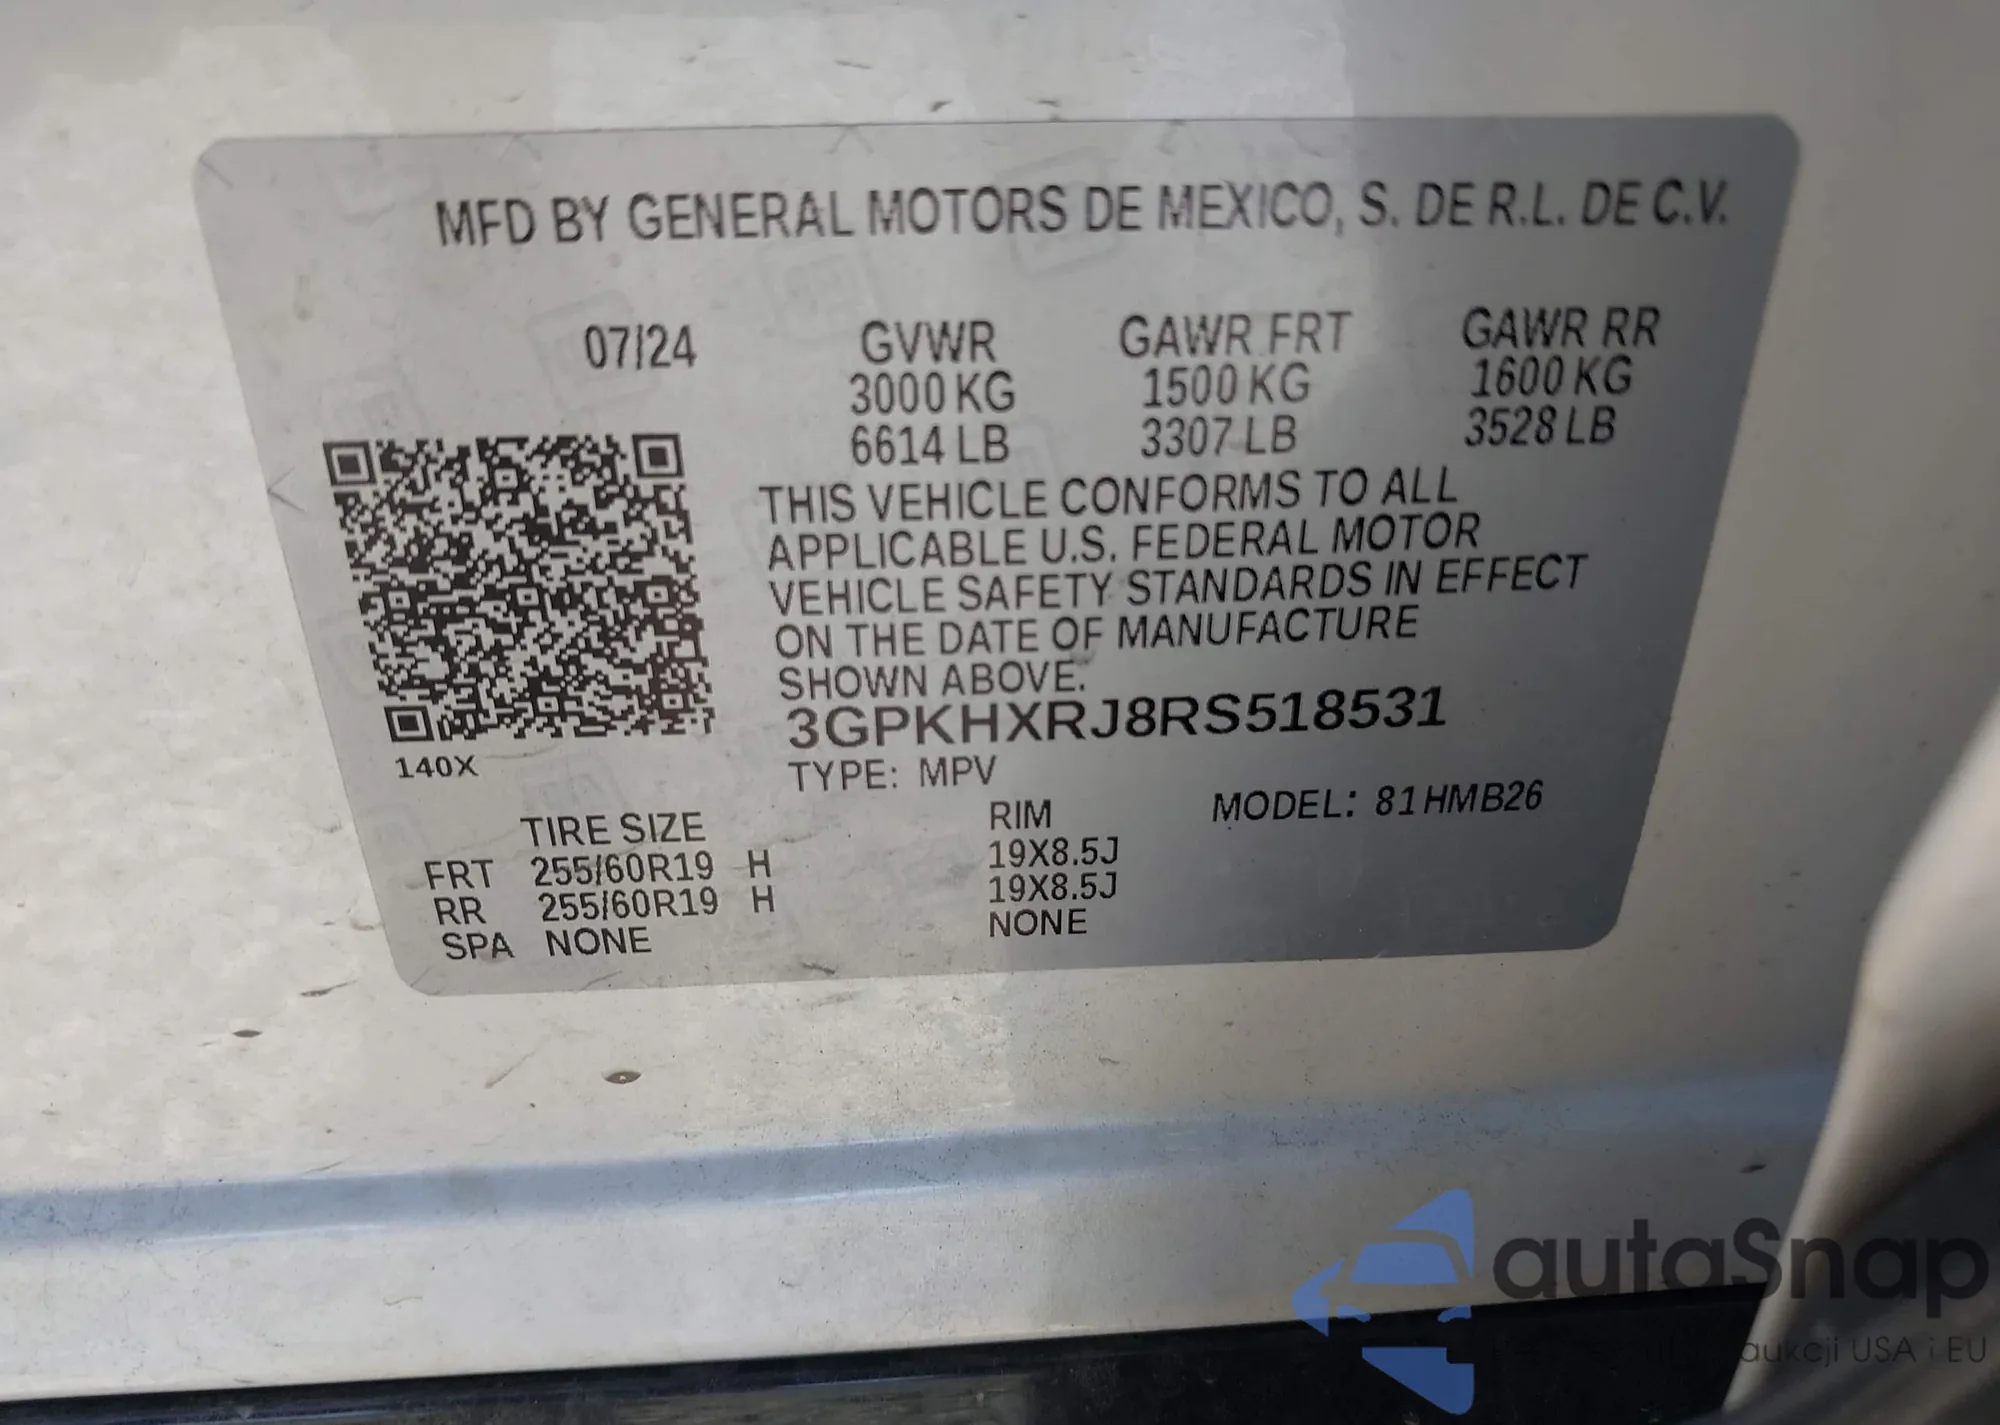 MFD BY GENERAL MOTORS DE MEXICO, S. DE R.L. DE C.V.
07/24 GVWR GAWR FRT GAWR RR
3000 KG 1500 KG 1600 KG
6614 LB 3307 LB 3528 LB
THIS VEHICLE CONFORMS TO ALL
APPLICABLE U.S. FEDERAL MOTOR
VEHICLE SAFETY STANDARDS IN EFFECT
ON THE DATE OF MANUFACTURE
SHOWN ABOVE.
3GPKHXRJ8RS518531
140X
TYPE: MPV
TIRE SIZE RIM MODEL: 81HMB26
FRT 255/60R19 H 19X8.5J
RR 255/60R19 H 19X8.5J
SPA NONE NONE
autaSnap
aukcji USA i EU